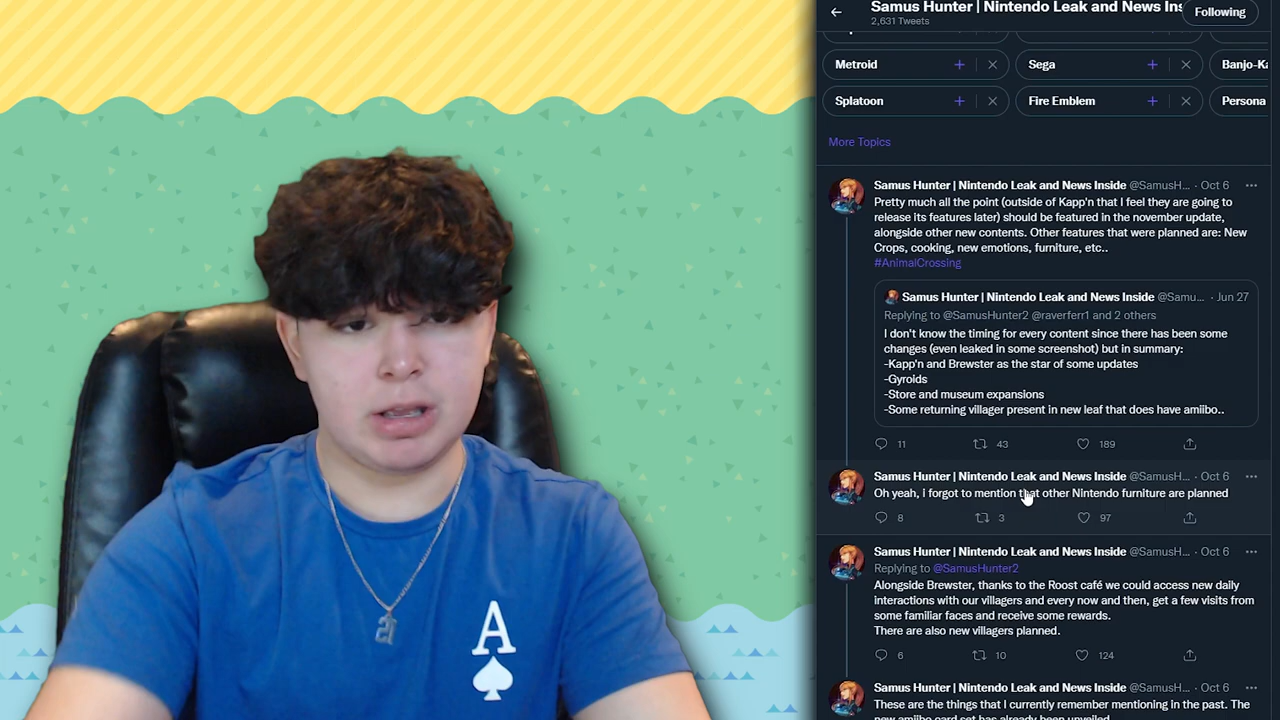 Samus Hunter | Nintendo Leak and News Ins
Following
2,631 Tweets
Metroid
Sega
Banjo-Ka
Splatoon
Fire Emblem
Persona
More Topics
Samus Hunter | Nintendo Leak and News Inside @SamusH... · Oct 6
Pretty much all the point (outside of Kapp'n that I feel they are going to
release its features later) should be featured in the november update,
alongside other new contents. Other features that were planned are: New
Crops, cooking, new emotions, furniture, etc..
#AnimalCrossing
Samus Hunter | Nintendo Leak and News Inside @Samu... · Jun 27
Replying to @SamusHunter2 @raverferr1 and 2 others
I don't know the timing for every content since there has been some
changes (even leaked in some screenshot) but in summary:
-Kapp'n and Brewster as the star of some updates
-Gyroids
-Store and museum expansions
-Some returning villager present in new leaf that does have amiibo..
11 43 189
Samus Hunter | Nintendo Leak and News Inside @SamusH... · Oct 6
Oh yeah, i forgot to mention that other Nintendo furniture are planned
8 3 97
Samus Hunter | Nintendo Leak and News Inside @SamusH... · Oct 6
Replying to @SamusHunter2
Alongside Brewster, thanks to the Roost café we could access new daily
interactions with our villagers and every now and then, get a few visits from
some familiar faces and receive some rewards.
There are also new villagers planned.
6 10 124
Samus Hunter | Nintendo Leak and News Inside @SamusH... · Oct 6
These are the things that I currently remember mentioning in the past. The
new amiibo card set has already been unveiled
A
a